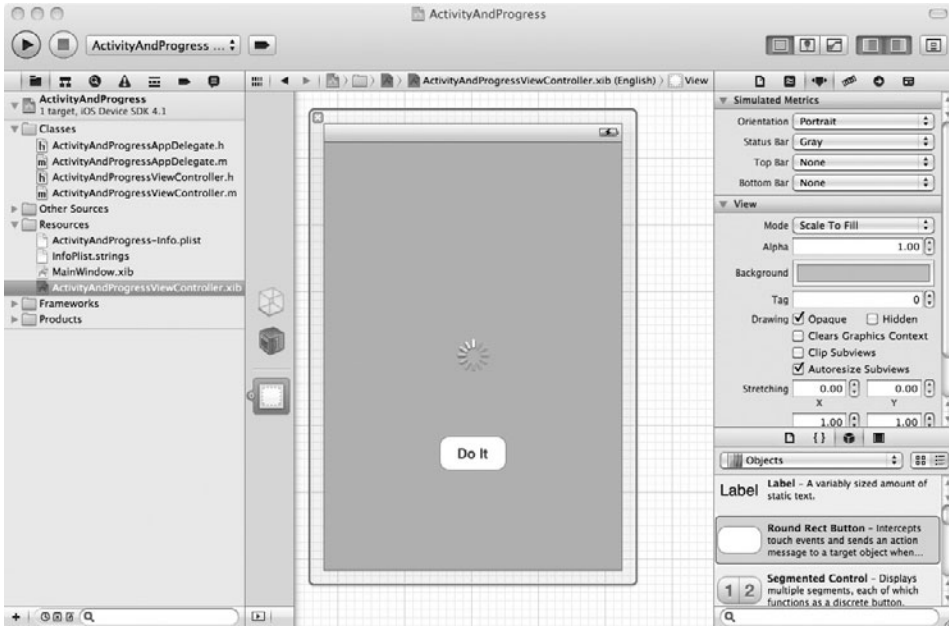 ActivityAndProgress
ActivityAndProgress ...
ActivityAndProgressViewController.xib (English)
View
ActivityAndProgress
1 target, iOS Device SDK 4.1
Classes
h ActivityAndProgressAppDelegate.h
m ActivityAndProgressAppDelegate.m
h ActivityAndProgressViewController.h
m ActivityAndProgressViewController.m
Other Sources
Resources
ActivityAndProgress-Info.plist
InfoPlist.strings
MainWindow.xib
ActivityAndProgressViewController.xib
Frameworks
Products
Do It
Simulated Metrics
Orientation Portrait
Status Bar Gray
Top Bar None
Bottom Bar None
View
Mode Scale To Fill
Alpha 1.00
Background
Tag 0
Drawing Opaque Hidden
Clears Graphics Context
Clip Subviews
Autoresize Subviews
Stretching 0.00 0.00
X Y
1.00 1.00
{ }
Objects
Label Label – A variably sized amount of
static text.
Round Rect Button – Intercepts
touch events and sends an action
message to a target object when...
1 2 Segmented Control – Displays
multiple segments, each of which
functions as a discrete button.